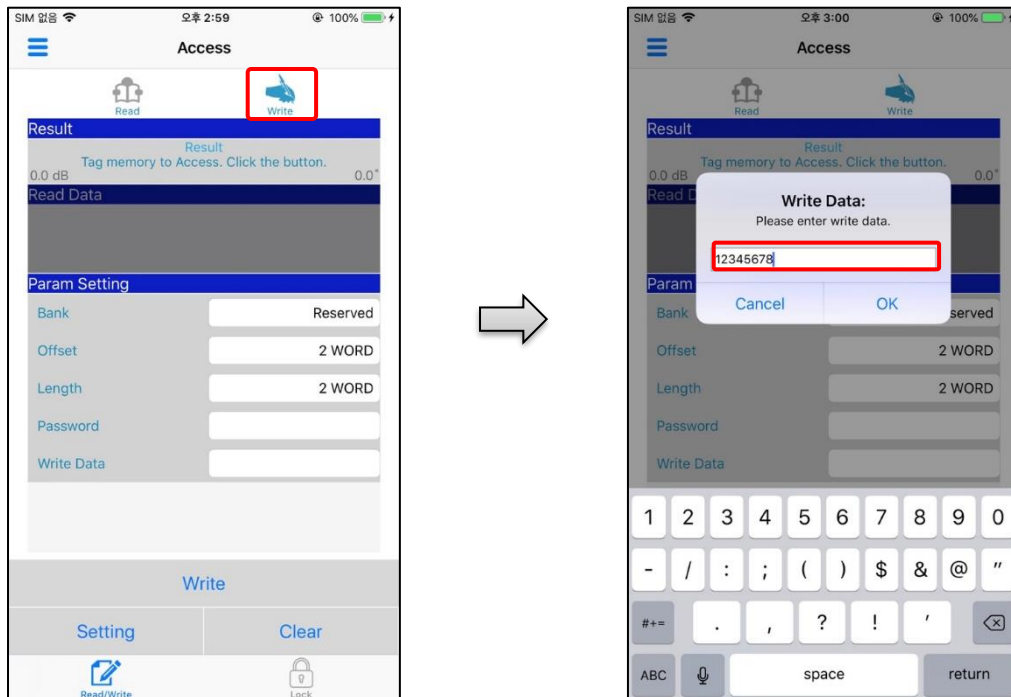 SIM 없음 오후 2:59 100%
Access
Read Write
Result
Result
Tag memory to Access. Click the button.
0.0 dB 0.0°
Read Data
Param Setting
Bank Reserved
Offset 2 WORD
Length 2 WORD
Password
Write Data
Write
Setting Clear
Read/Write Lock
SIM 없음 오후 3:00 100%
Access
Read Write
Result
Result
Tag memory to Access. Click the button.
0.0 dB 0.0°
Read D
Write Data:
Please enter write data.
12345678
Cancel OK
Param
Bank served
Offset 2 WORD
Length 2 WORD
Password
Write Data
1 2 3 4 5 6 7 8 9 0
- / : ; ( ) $ & @ "
#+= . , ? ! '
ABC space return